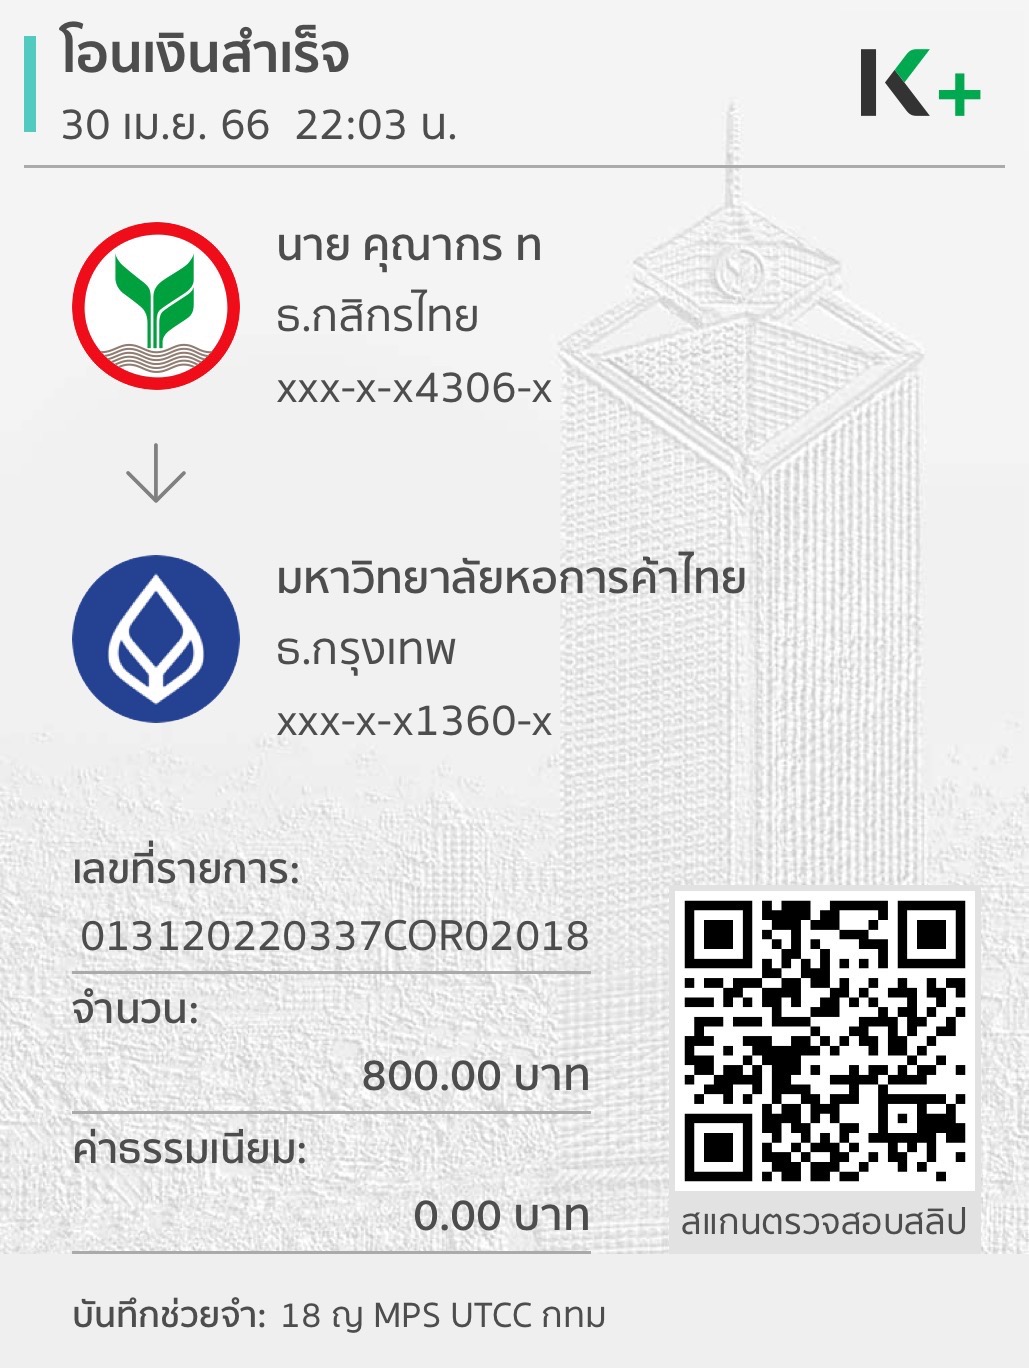 โอนเงินสำเร็จ
30 เม.ย. 66  22:03 น.
K+
นาย คุณากร ท
ธ.กสิกรไทย
xxx-x-x4306-x
มหาวิทยาลัยหอการค้าไทย
ธ.กรุงเทพ
xxx-x-x1360-x
เลขที่รายการ:
013120220337COR02018
จำนวน:
800.00 บาท
ค่าธรรมเนียม:
0.00 บาท
สแกนตรวจสอบสลิป
บันทึกช่วยจำ: 18 ญ MPS UTCC กทม